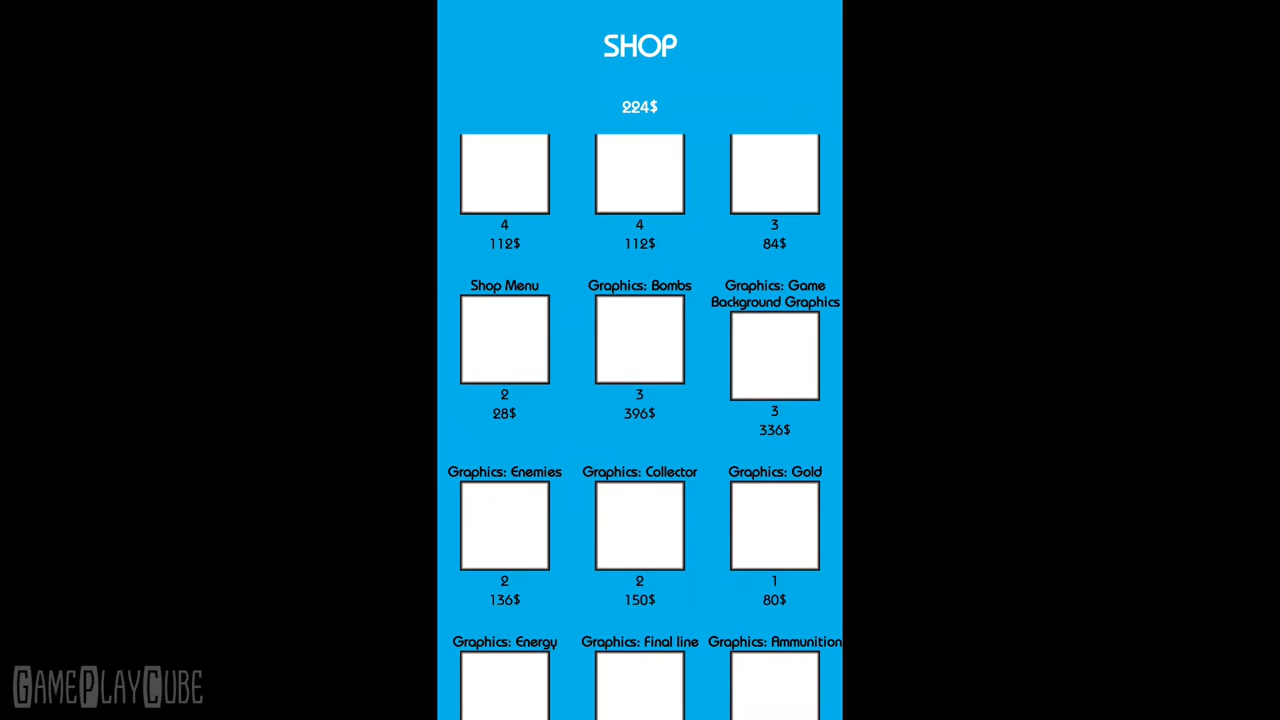 SHOP
224$
4 4 3
112$ 112$ 84$
Shop Menu Graphics: Bombs Graphics: Game
Background Graphics
2 3 3
28$ 396$ 336$
Graphics: Enemies Graphics: Collector Graphics: Gold
2 2 1
136$ 150$ 80$
Graphics: Energy Graphics: Final line Graphics: Ammunition
GamePlayCube